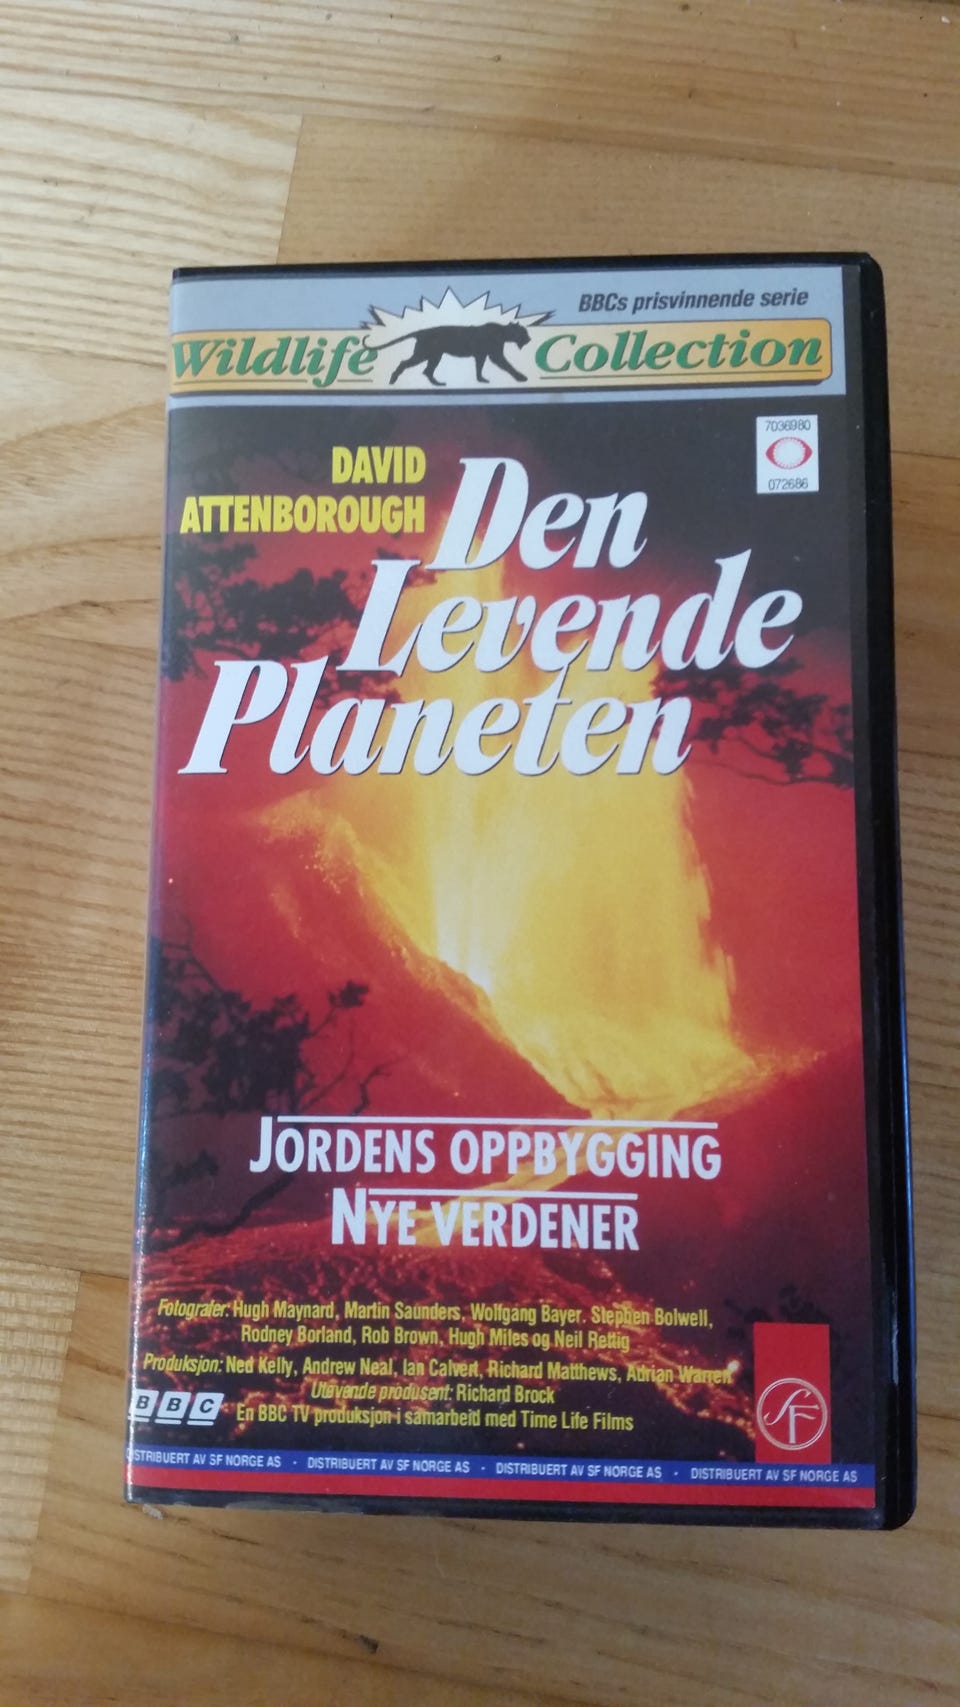 BBCs prisvinnende serie
Wildlife Collection
7036980
072686
DAVID
ATTENBOROUGH
Den
Levende
Planeten
JORDENS OPPBYGGING
NYE VERDENER
Fotografer: Hugh Maynard, Martin Saunders, Wolfgang Bayer. Stephen Bolwell,
Rodney Borland, Rob Brown, Hugh Miles og Neil Rettig
Produksjon: Ned Kelly, Andrew Neal, Ian Calvert, Richard Matthews, Adrian Warren
Utøvende produsent: Richard Brock
En BBC TV produksjon i samarbeid med Time Life Films
BBC
SF
DISTRIBUERT AV SF NORGE AS - DISTRIBUERT AV SF NORGE AS - DISTRIBUERT AV SF NORGE AS - DISTRIBUERT AV SF NORGE AS